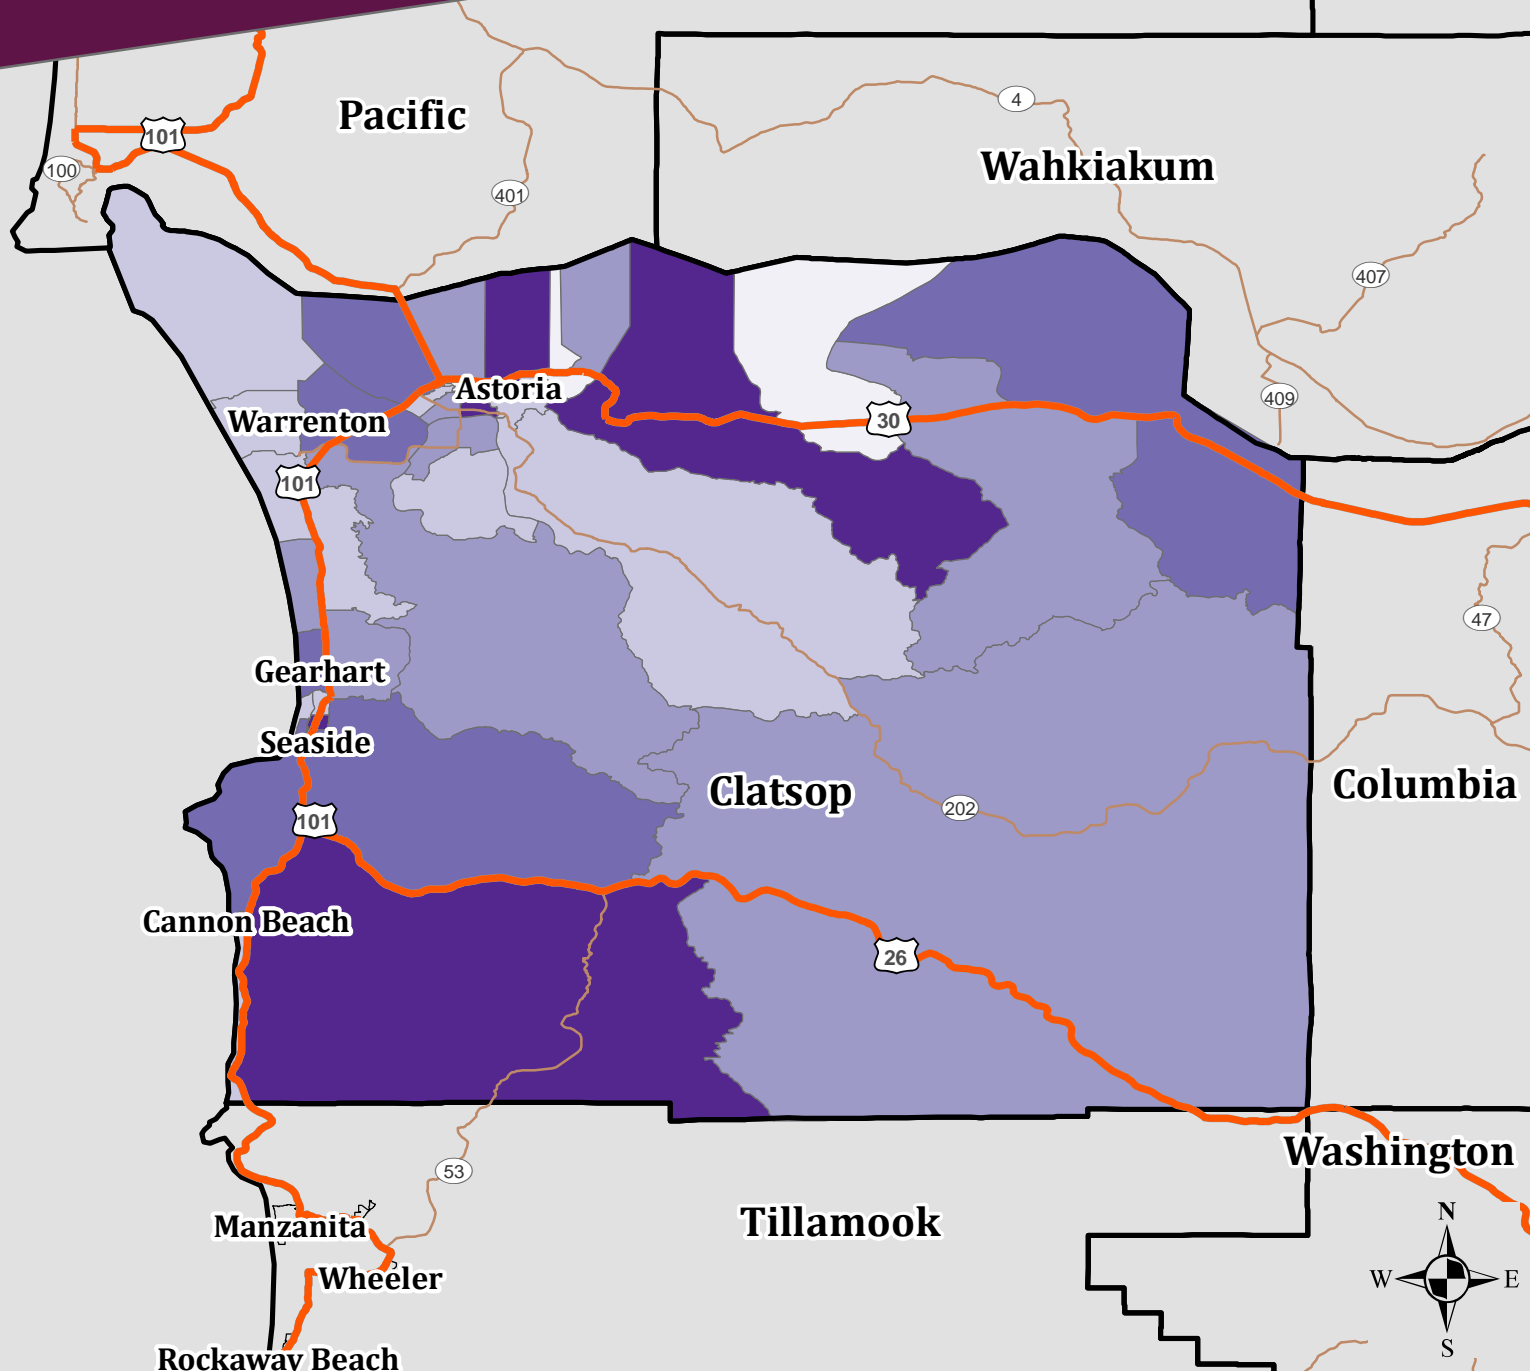 Pacific
4
101
Wahkiakum
100
401
407
Astoria
409
Warrenton
30
101
47
Gearhart
Seaside
Clatsop
Columbia
202
101
Cannon Beach
26
Washington
53
N
Manzanita
Tillamook
W
E
Wheeler
S
Rockaway Beach